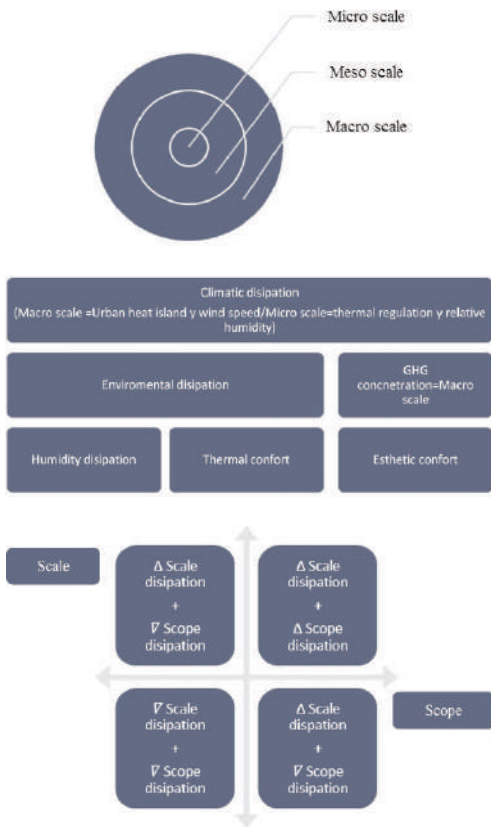 Micro scale
Meso scale
Macro scale
Climatic disipation
(Macro scale =Urban heat island y wind speed/Micro scale=thermal regulation y relative
humidity)
Enviromental disipation
GHG
concnetration=Macro
scale
Humidity disipation
Thermal confort
Esthetic confort
Scale
Δ Scale
disipation
+
∇ Scope
disipation
Δ Scale
disipation
+
Δ Scope
disipation
∇ Scale
disipation
+
∇ Scope
disipation
Δ Scale
dispation
+
∇ Scope
disipation
Scope